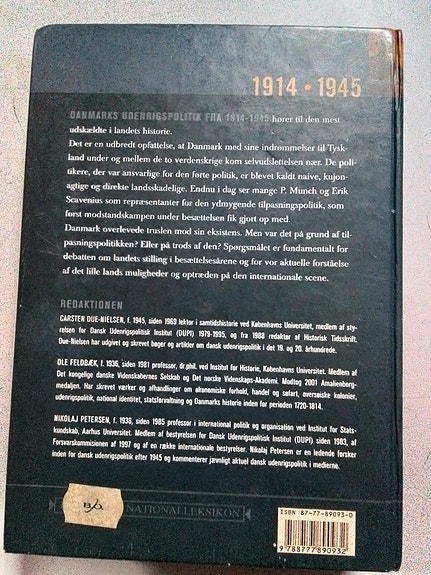 1914 • 1945
DANMARKS UDENRIGSPOLITIK FRA 1914-1945 hører til den mest
udskældte i landets historie.
Det er en udbredt opfattelse, at Danmark med sine indrømmelser til Tysk-
land under og mellem de to verdenskrige kom selvudslettelsen nær. De poli-
tikere, der var ansvarlige for den førte politik, er blevet kaldt naive, kujon-
agtige og direkte landsskadelige. Endnu i dag ser mange P. Munch og Erik
Scavenius som repræsentanter for den ydmygende tilpasningspolitik, som
først modstandskampen under besættelsen fik gjort op med.
Danmark overlevede truslen mod sin eksistens. Men var det på grund af til-
pasningspolitikken? Eller på trods af den? Spørgsmålet er fundamentalt for
debatten om landets stilling i besættelsesårene og for vor aktuelle forståelse
af det lille lands muligheder og optræden på den internationale scene.
REDAKTIONEN
CARSTEN DUE-NIELSEN, f. 1945, siden 1969 lektor i samtidshistorie ved Københavns Universitet, medlem af sty-
relsen for Dansk Udenrigspolitisk Institut (DUPI) 1979-1995, og fra 1988 redaktør af Historisk Tidsskrift.
Due-Nielsen har udgivet og skrevet bøger og artikler om dansk udenrigspolitik i det 19. og 20. århundrede.
OLE FELDBÆK, f. 1936, siden 1981 professor, dr.phil. ved Institut for Historie, Københavns Universitet. Medlem af
Det kongelige danske Videnskabernes Selskab og Det norske Videnskaps-Akademi. Modtog 2001 Amalienborg-
medaljen. Har skrevet værker og afhandlinger om økonomiske forhold, handel og søfart, oversøiske kolonier,
udenrigspolitik, national identitet, statsforvaltning og Danmarks historie inden for perioden 1720-1814.
NIKOLAJ PETERSEN, f. 1938, siden 1985 professor i international politik og organisation ved Institut for Stats-
kundskab, Aarhus Universitet. Medlem af bestyrelsen for Dansk Udenrigspolitisk Institut (DUPI) siden 1983, af
Forsvarskommissionen af 1997 og af en række internationale bestyrelser. Nikolaj Petersen er en ledende forsker
inden for dansk udenrigspolitik efter 1945 og kommenterer jævnligt aktuel dansk udenrigspolitik i medierne.
NATIONALLEKSIKON
ISBN 87-77-89093-0
9 788777 890932